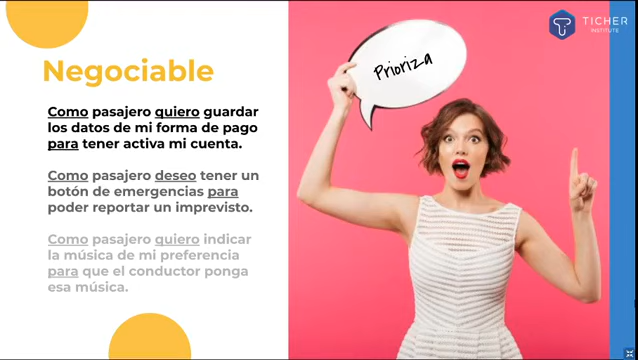 Negociable
Como pasajero quiero guardar
los datos de mi forma de pago
para tener activa mi cuenta.
Como pasajero deseo tener un
botón de emergencias para
poder reportar un imprevisto.
Como pasajero quiero indicar
la música de mi preferencia
para que el conductor ponga
esa música.
Prioriza
TICHER
INSTITUTE